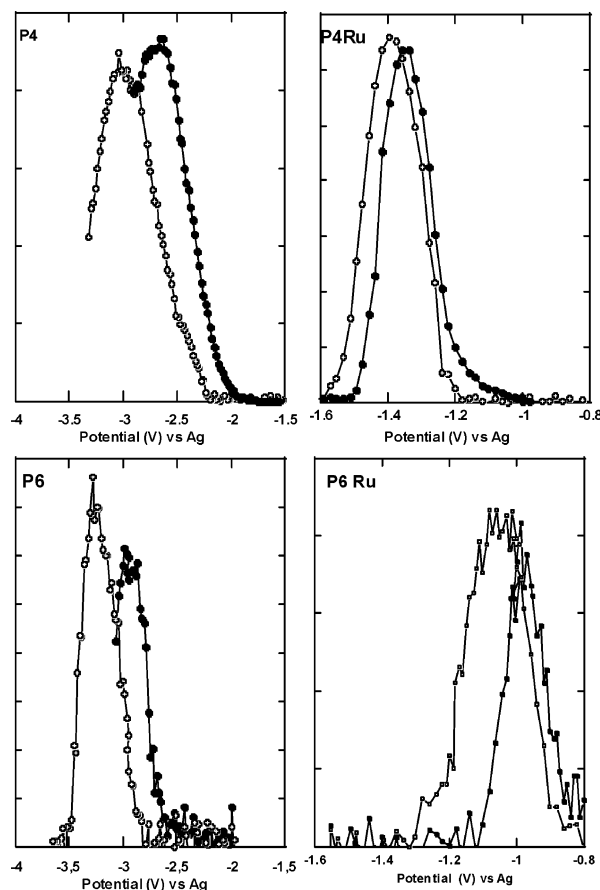 P4
P4Ru
-4 -3,5 -3 -2,5 -2 -1,5
-1.6 -1.4 -1.2 -1 -0.8
Potential (V) vs Ag
Potential (V) vs Ag
P6
P6 Ru
-4 -3,5 -3 -2,5 -2 -1,5
-1.6 -1.4 -1.2 -1 -0.8
Potential (V) vs Ag
Potential (V) vs Ag